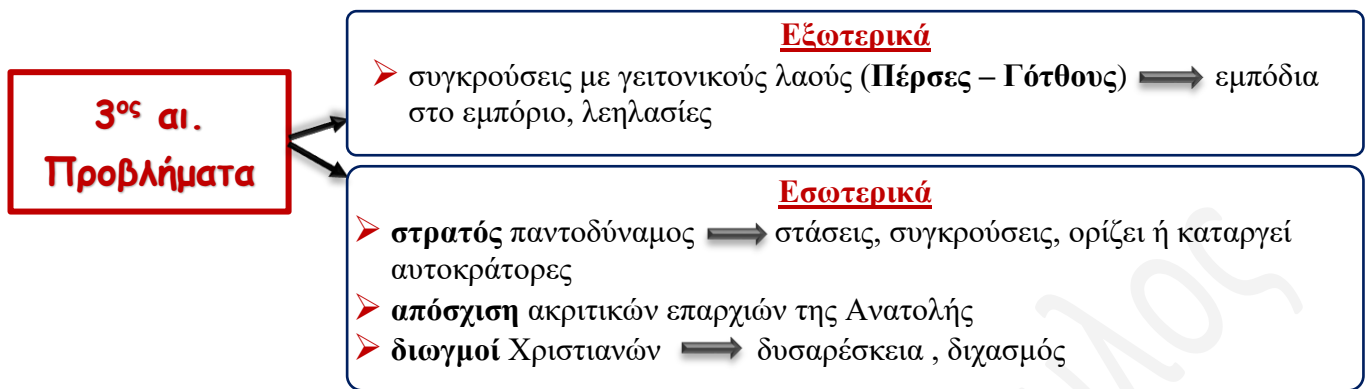 3ος αι.
Προβλήματα
Εξωτερικά
συγκρούσεις με γειτονικούς λαούς (Πέρσες – Γότθους) εμπόδια
στο εμπόριο, λεηλασίες
Εσωτερικά
στρατός παντοδύναμος στάσεις, συγκρούσεις, ορίζει ή καταργεί
αυτοκράτορες
απόσχιση ακριτικών επαρχιών της Ανατολής
διωγμοί Χριστιανών δυσαρέσκεια , διχασμός